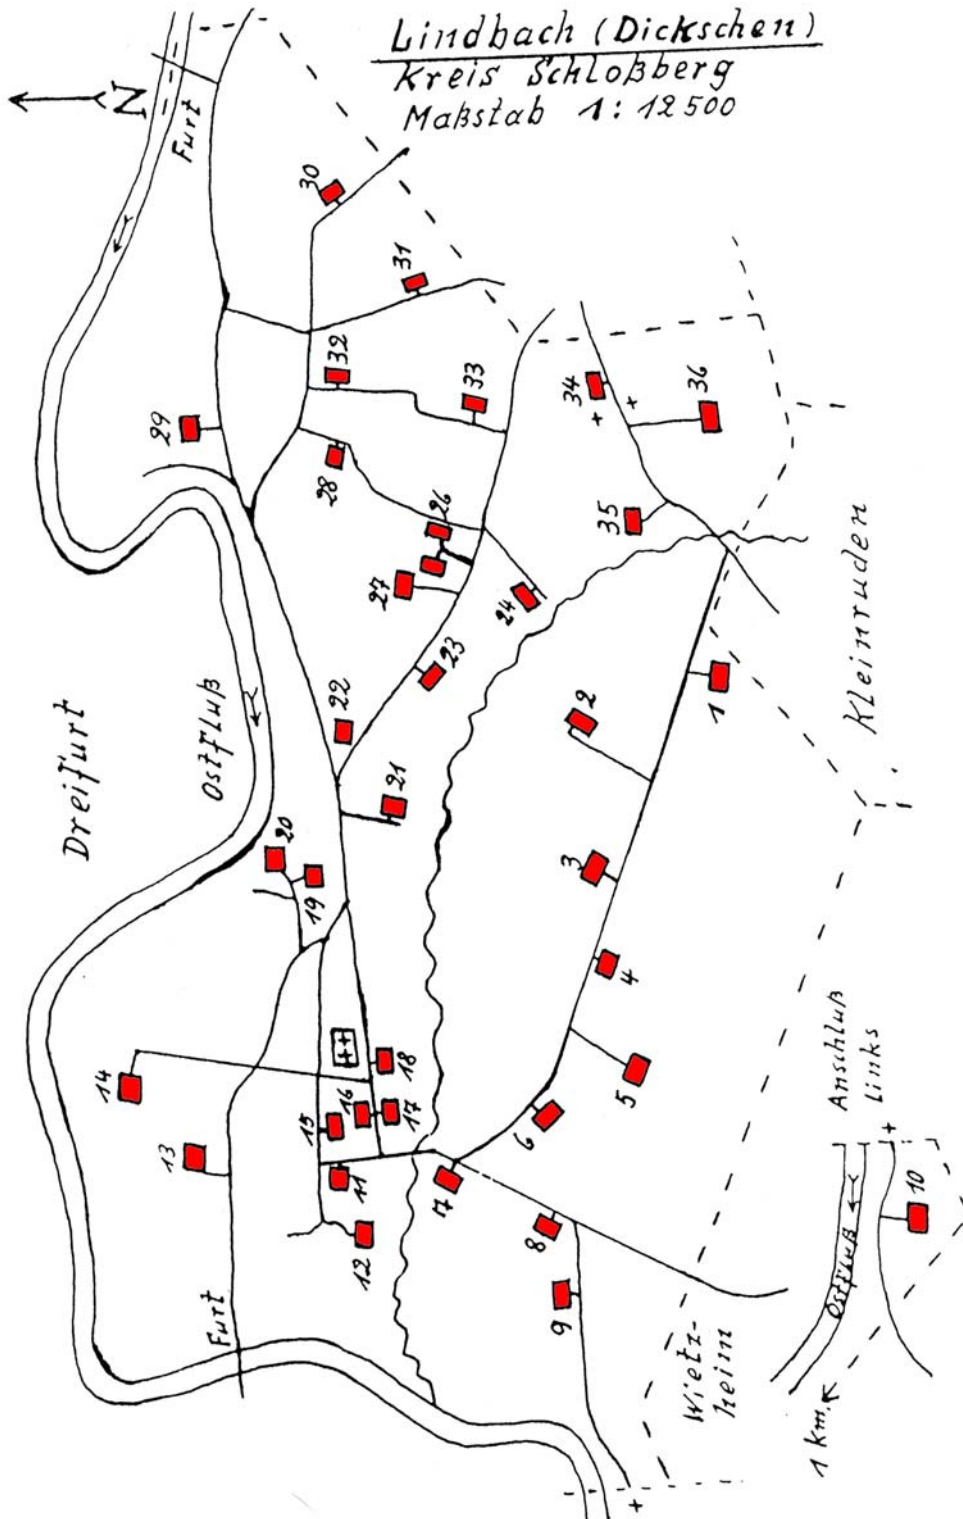 Lindbach (Dickschen)
Kreis Schloßberg
Maßstab 1:12500
N
Furt
30
31
32
33
29
28
34
36
35
26
27
24
23
22
2
1
Kleinruden
Dreifurt
Ostfluß
21
20
19
3
4
5
6
18
17
16
15
14
13
11
12
7
8
9
Furt
Wietz-
heim
Anschluß
Links
Ostfluß
10
1 km.